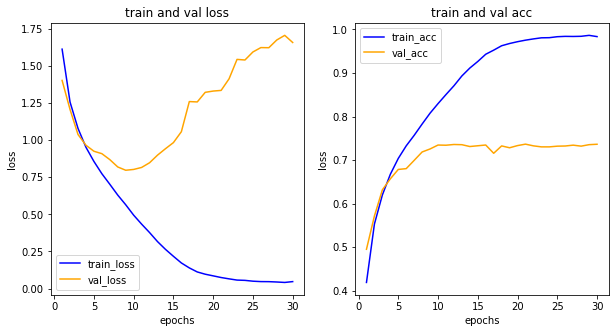 train and val loss
1.75
1.50
1.25
1.00
0.75
0.50
0.25
0.00
loss
train_loss
val_loss
0 5 10 15 20 25 30
epochs
train and val acc
1.0
0.9
0.8
0.7
0.6
0.5
0.4
loss
train_acc
val_acc
0 5 10 15 20 25 30
epochs